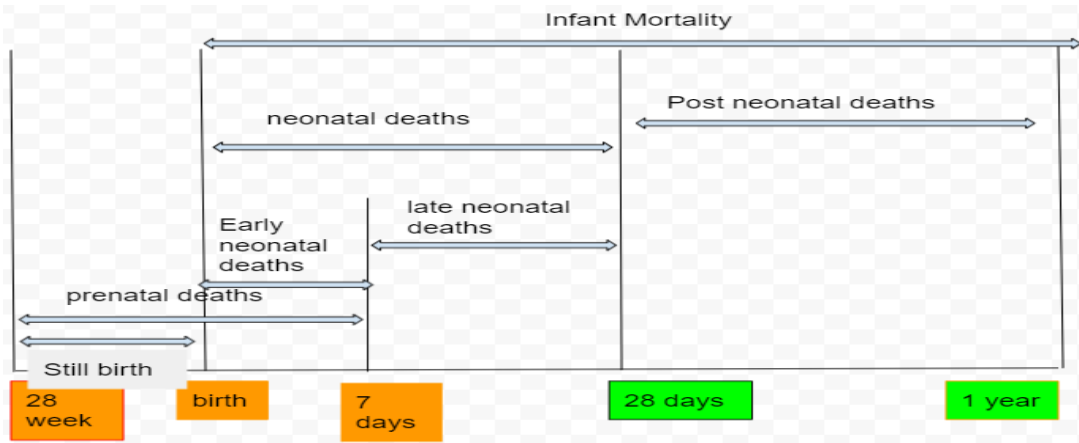 Infant Mortality
Post neonatal deaths
neonatal deaths
late neonatal
deaths
Early
neonatal
deaths
prenatal deaths
Still birth
28
week
birth
7
days
28 days
1 year